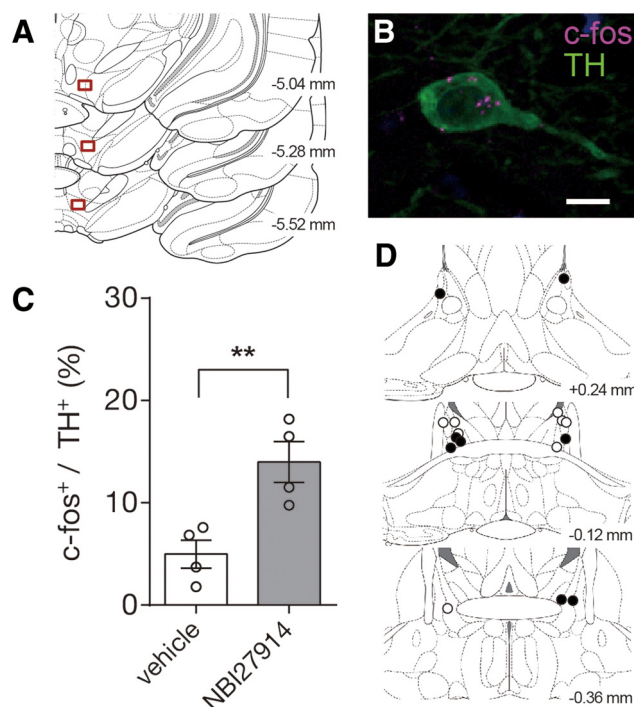 A
-5.04 mm
-5.28 mm
-5.52 mm
B
c-fos
TH
C
c-fos⁺ / TH⁺ (%)
30
20
10
0
**
vehicle
NBI27914
D
+0.24 mm
-0.12 mm
-0.36 mm